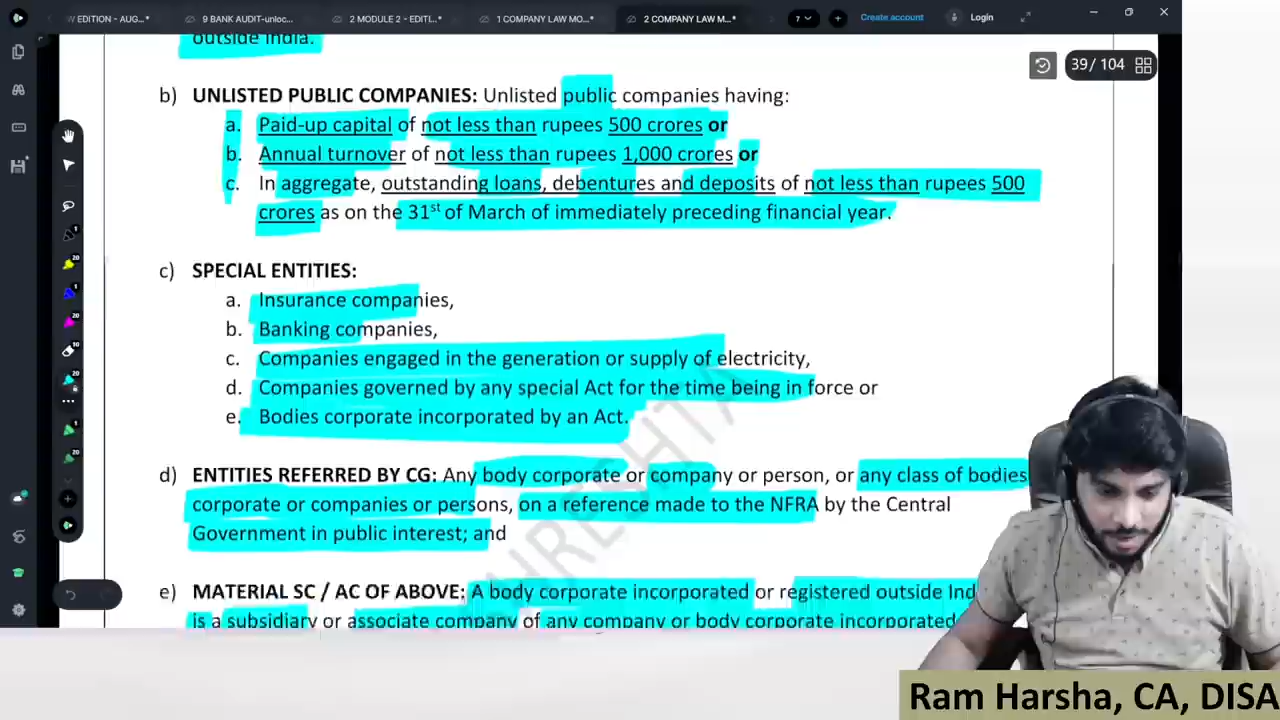 W EDITION - AUG...* 9 BANK AUDIT-unloc... 2 MODULE 2 - EDITI...* 1 COMPANY LAW MO...* 2 COMPANY LAW M...* 7 Create account Login
outside India.
39 / 104
b) UNLISTED PUBLIC COMPANIES: Unlisted public companies having:
a. Paid-up capital of not less than rupees 500 crores or
b. Annual turnover of not less than rupees 1,000 crores or
c. In aggregate, outstanding loans, debentures and deposits of not less than rupees 500
crores as on the 31st of March of immediately preceding financial year.
c) SPECIAL ENTITIES:
a. Insurance companies,
b. Banking companies,
c. Companies engaged in the generation or supply of electricity,
d. Companies governed by any special Act for the time being in force or
e. Bodies corporate incorporated by an Act.
d) ENTITIES REFERRED BY CG: Any body corporate or company or person, or any class of bodies
corporate or companies or persons, on a reference made to the NFRA by the Central
Government in public interest; and
e) MATERIAL SC / AC OF ABOVE: A body corporate incorporated or registered outside Ind
is a subsidiary or associate company of any company or body corporate incorporated
Ram Harsha, CA, DISA